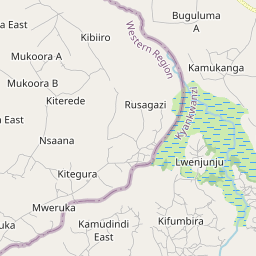 Buguluma
A
East
Kibiiro
Western Region
Mukoora A
Kamukanga
Mukoora B
Kiterede
Rusagazi
Kyankwanzi
a East
Nsaana
Lwenjunju
Kitegura
Mweruka
Kifumbira
uka
Kamudindi
East
a